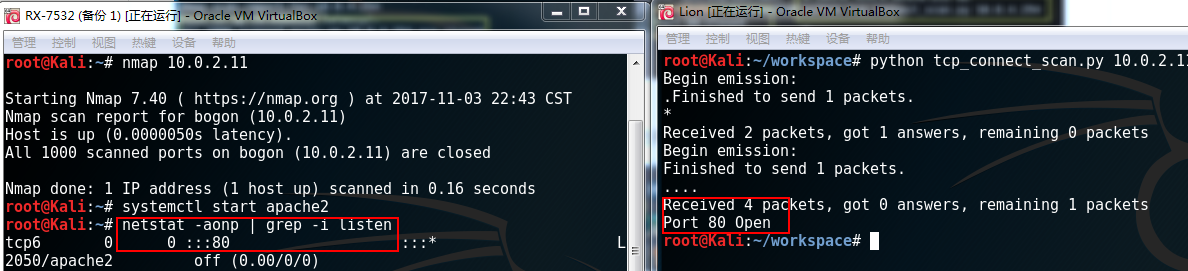 RX-7532 (备份 1) [正在运行] - Oracle VM VirtualBox
管理 控制 视图 热键 设备 帮助
root@Kali:~# nmap 10.0.2.11
Starting Nmap 7.40 ( https://nmap.org ) at 2017-11-03 22:43 CST
Nmap scan report for bogon (10.0.2.11)
Host is up (0.0000050s latency).
All 1000 scanned ports on bogon (10.0.2.11) are closed
Nmap done: 1 IP address (1 host up) scanned in 0.16 seconds
root@Kali:~# systemctl start apache2
root@Kali:~# netstat -aonp | grep -i listen
tcp6 0 0 :::80 :::* L
2050/apache2 off (0.00/0/0)
Lion [正在运行] - Oracle VM VirtualBox
管理 控制 视图 热键 设备 帮助
root@Kali:~/workspace# python tcp_connect_scan.py 10.0.2.11
Begin emission:
.Finished to send 1 packets.
*
Received 2 packets, got 1 answers, remaining 0 packets
Begin emission:
Finished to send 1 packets.
....
Received 4 packets, got 0 answers, remaining 1 packets
Port 80 Open
root@Kali:~/workspace#